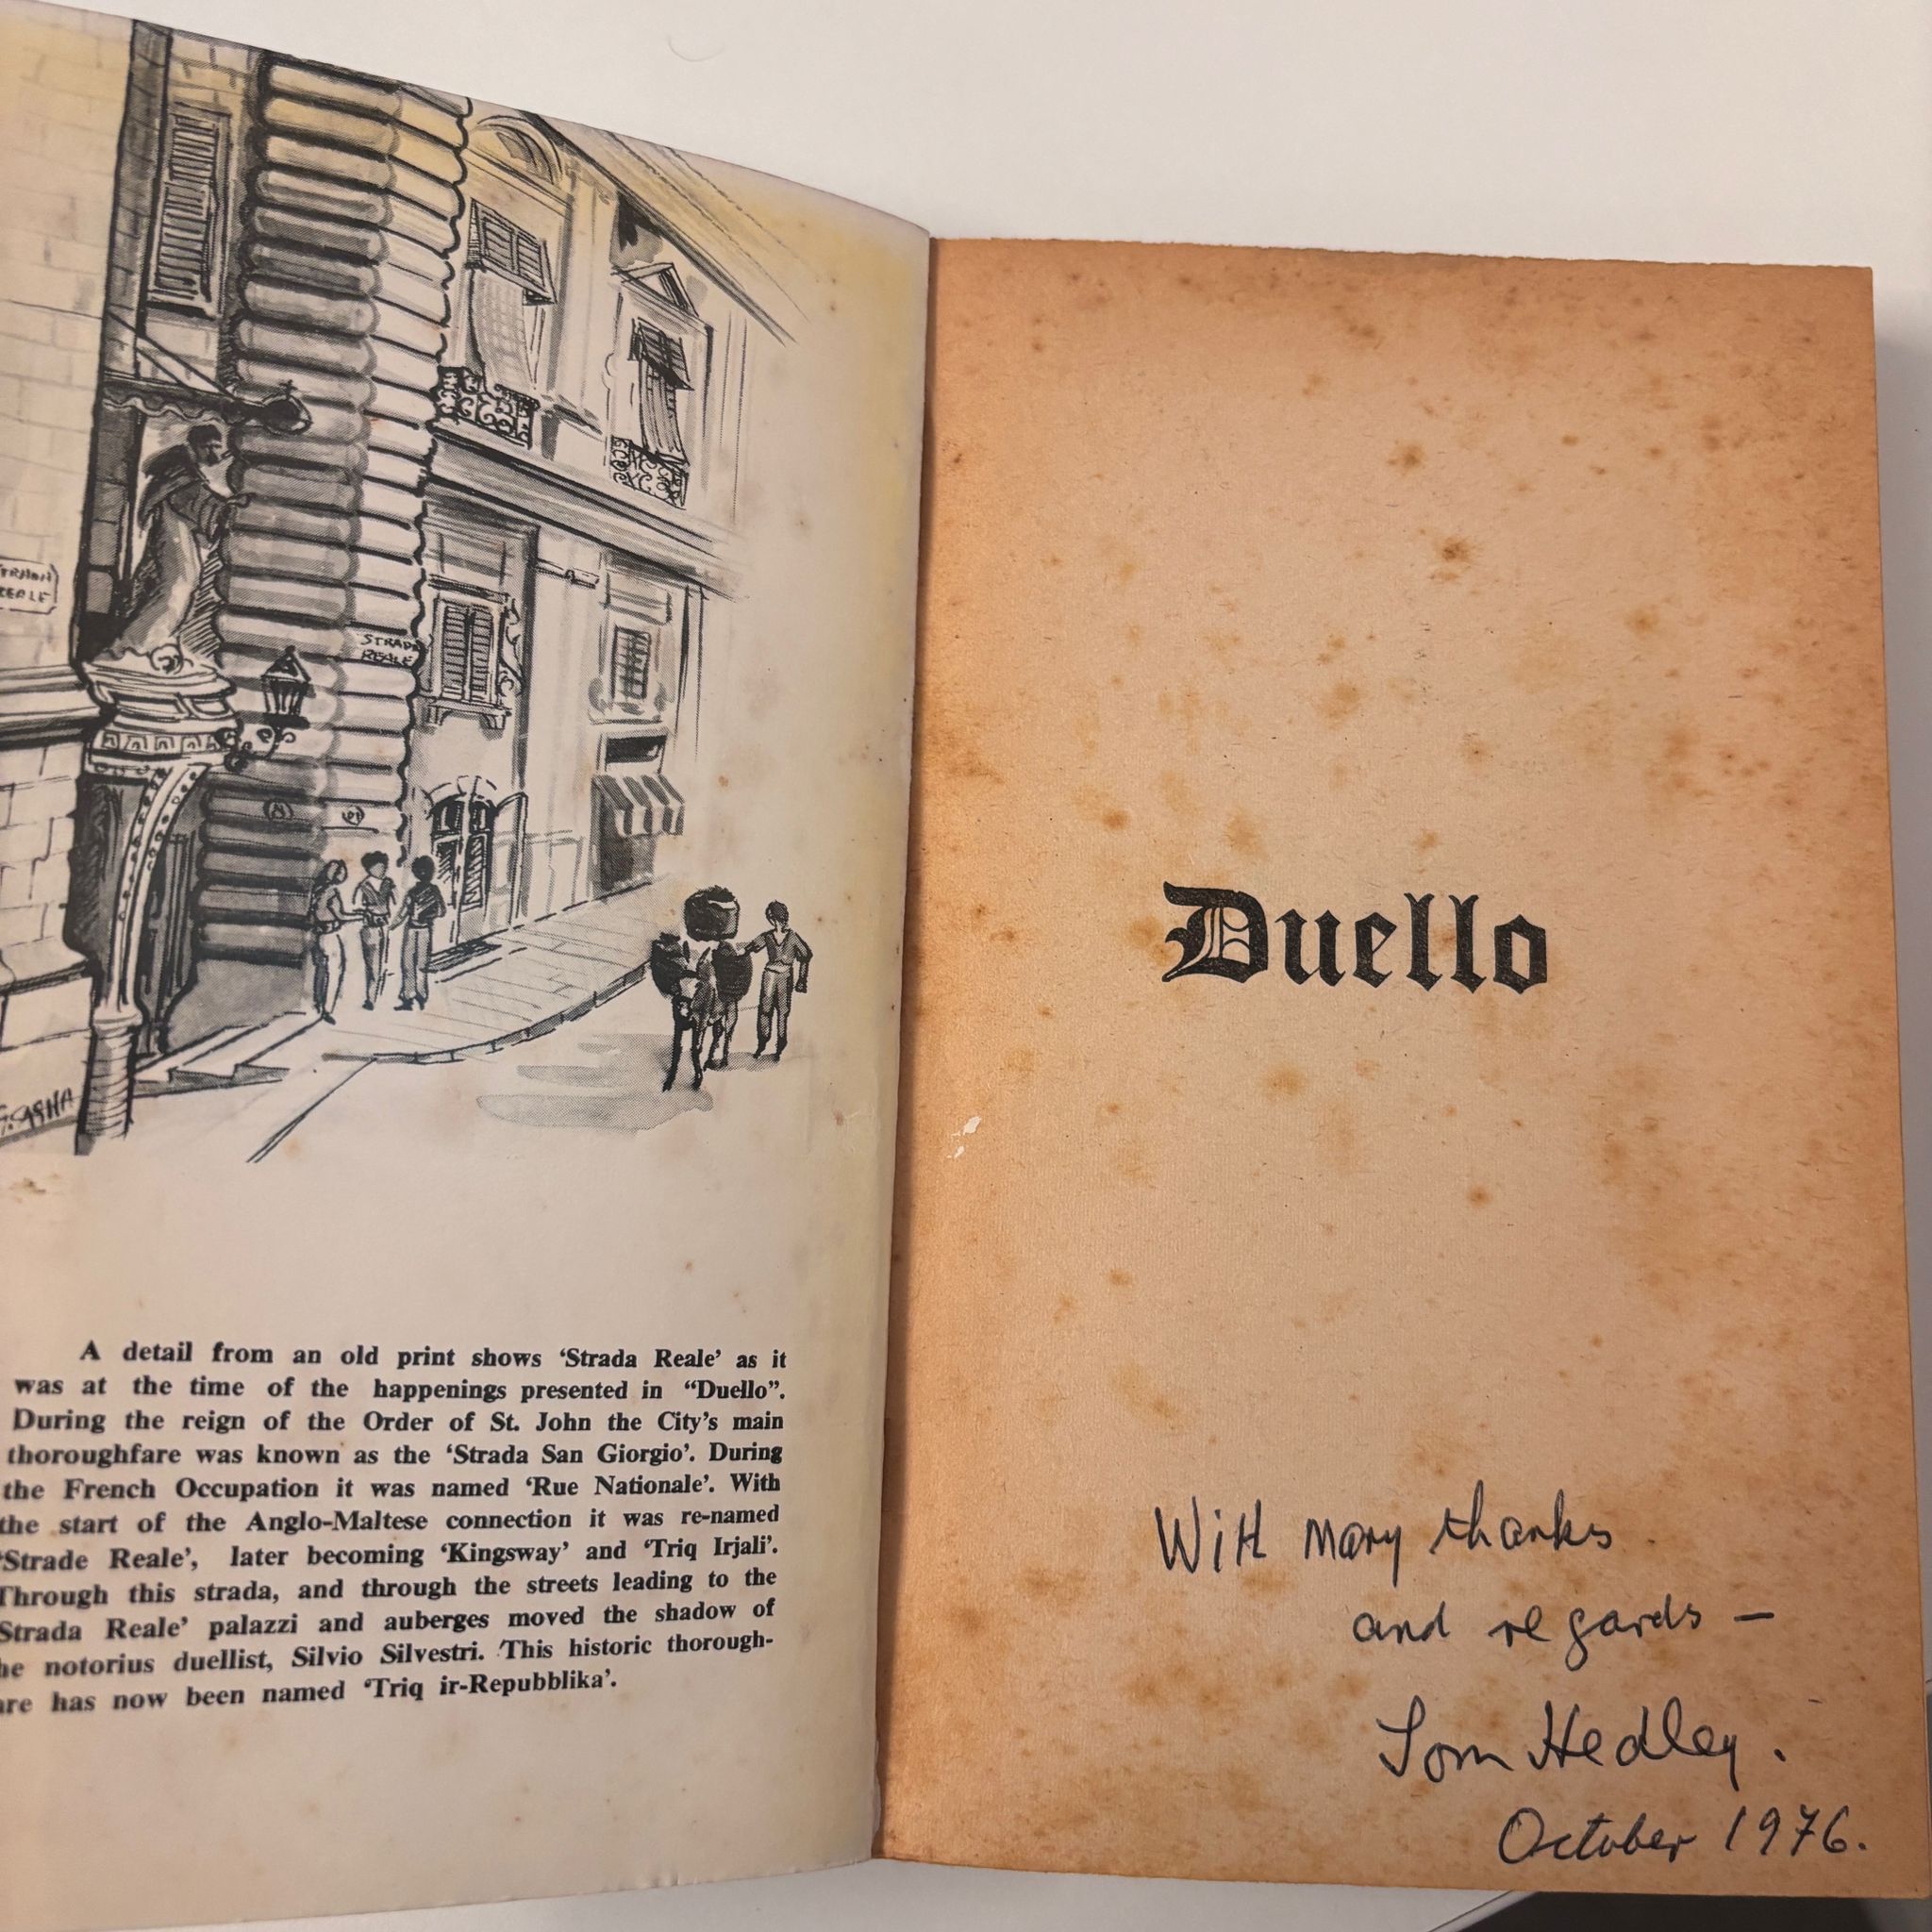 STRADA
REALE
A detail from an old print shows ‘Strada Reale’ as it
was at the time of the happenings presented in “Duello”.
During the reign of the Order of St. John the City’s main
thoroughfare was known as the ‘Strada San Giorgio’. During
the French Occupation it was named ‘Rue Nationale’. With
the start of the Anglo-Maltese connection it was re-named
‘Strade Reale’, later becoming ‘Kingsway’ and ‘Triq Irjali’.
Through this strada, and through the streets leading to the
Strada Reale’ palazzi and auberges moved the shadow of
he notorius duellist, Silvio Silvestri. This historic thorough-
are has now been named ‘Triq ir-Repubblika’.
Duello
With many thanks
and regards —
Tom Hedley.
October 1976.